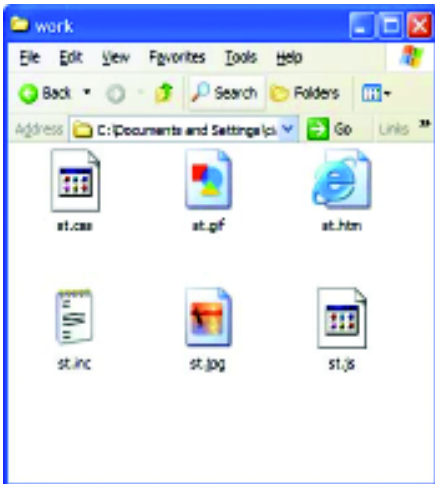 work
File Edit View Favorites Tools Help
Back Search Folders
Address C:\Documents and Settings\ Go Links »
st.css st.gif st.htm
st.inc st.jpg st.js